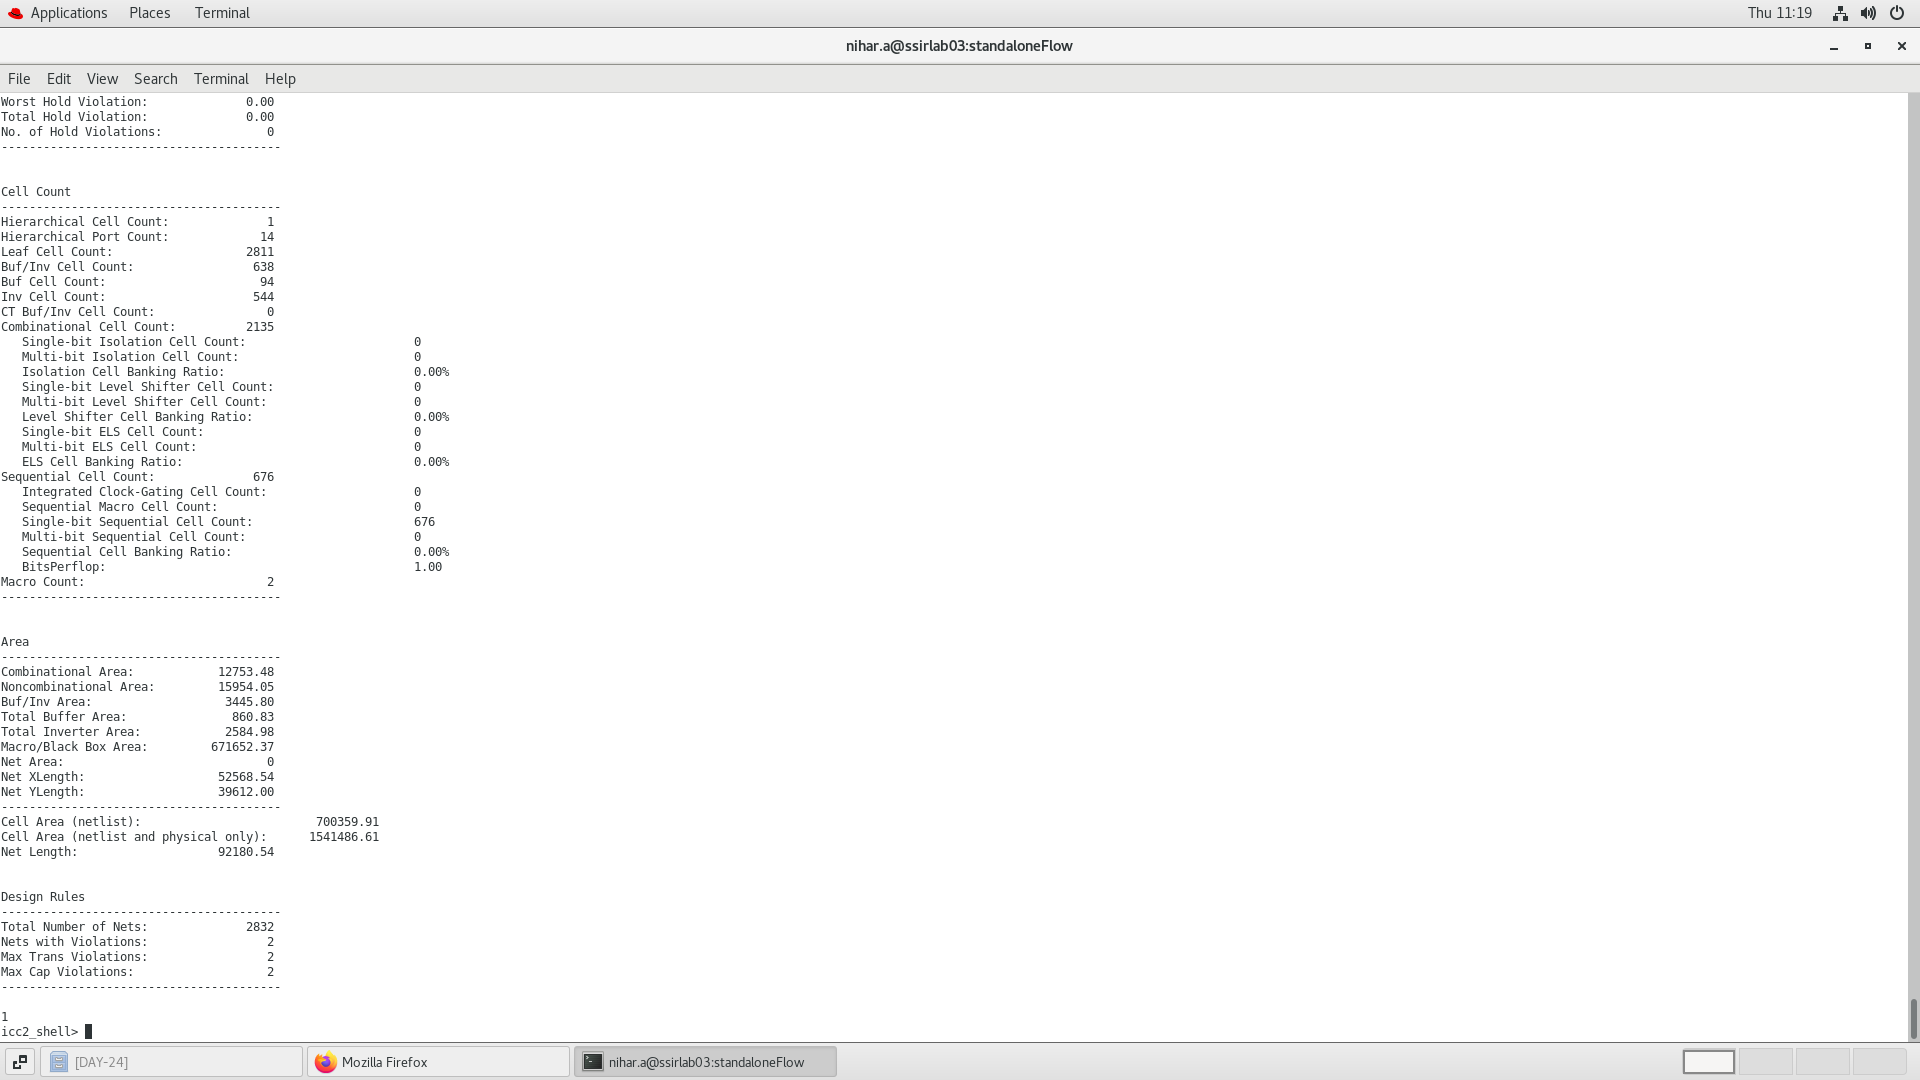 Applications Places Terminal Thu 11:19
nihar.a@ssirlab03:standaloneFlow
File Edit View Search Terminal Help
Worst Hold Violation: 0.00
Total Hold Violation: 0.00
No. of Hold Violations: 0
----------------------------------------
Cell Count
----------------------------------------
Hierarchical Cell Count: 1
Hierarchical Port Count: 14
Leaf Cell Count: 2811
Buf/Inv Cell Count: 638
Buf Cell Count: 94
Inv Cell Count: 544
CT Buf/Inv Cell Count: 0
Combinational Cell Count: 2135
Single-bit Isolation Cell Count: 0
Multi-bit Isolation Cell Count: 0
Isolation Cell Banking Ratio: 0.00%
Single-bit Level Shifter Cell Count: 0
Multi-bit Level Shifter Cell Count: 0
Level Shifter Cell Banking Ratio: 0.00%
Single-bit ELS Cell Count: 0
Multi-bit ELS Cell Count: 0
ELS Cell Banking Ratio: 0.00%
Sequential Cell Count: 676
Integrated Clock-Gating Cell Count: 0
Sequential Macro Cell Count: 0
Single-bit Sequential Cell Count: 676
Multi-bit Sequential Cell Count: 0
Sequential Cell Banking Ratio: 0.00%
BitsPerflop: 1.00
Macro Count: 2
----------------------------------------
Area
----------------------------------------
Combinational Area: 12753.48
Noncombinational Area: 15954.05
Buf/Inv Area: 3445.80
Total Buffer Area: 860.83
Total Inverter Area: 2584.98
Macro/Black Box Area: 671652.37
Net Area: 0
Net XLength: 52568.54
Net YLength: 39612.00
----------------------------------------
Cell Area (netlist): 700359.91
Cell Area (netlist and physical only): 1541486.61
Net Length: 92180.54
Design Rules
----------------------------------------
Total Number of Nets: 2832
Nets with Violations: 2
Max Trans Violations: 2
Max Cap Violations: 2
----------------------------------------
1
icc2_shell>
[DAY-24] Mozilla Firefox nihar.a@ssirlab03:standaloneFlow